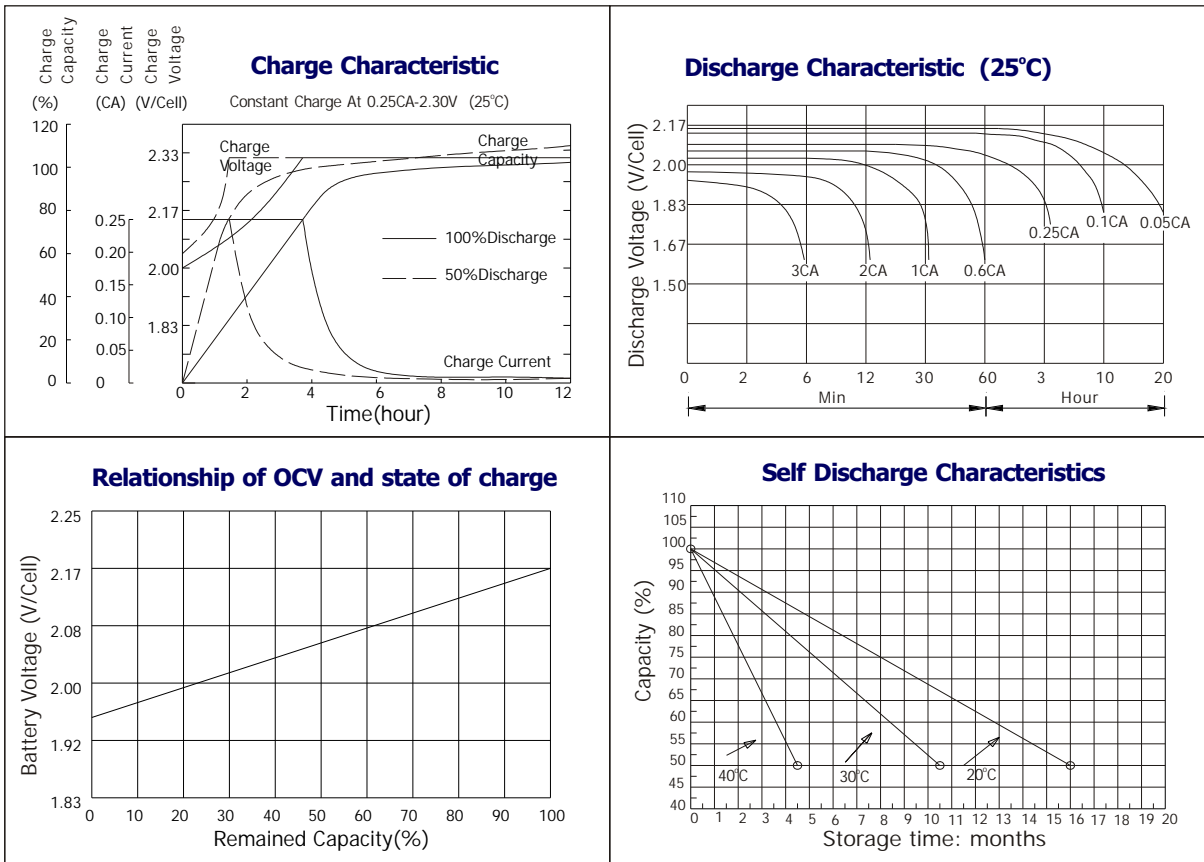 Charge Characteristic
Constant Charge At 0.25CA-2.30V (25°C)
Charge Capacity
Charge Current
Charge Voltage
(%) (CA) (V/Cell)
120
100
80
60
40
20
0
0.25
0.20
0.15
0.10
0.05
0
2.33
2.17
2.00
1.83
Charge Voltage
Charge Capacity
100%Discharge
50%Discharge
Charge Current
0 2 4 6 8 10 12
Time(hour)
Discharge Characteristic (25°C)
Discharge Voltage (V/Cell)
2.17
2.00
1.83
1.67
1.50
3CA 2CA 1CA 0.6CA 0.25CA 0.1CA 0.05CA
0 2 6 12 30 60 3 10 20
Min Hour
Relationship of OCV and state of charge
Battery Voltage (V/Cell)
2.25
2.17
2.08
2.00
1.92
1.83
0 10 20 30 40 50 60 70 80 90 100
Remained Capacity(%)
Self Discharge Characteristics
Capacity (%)
110
105
100
95
90
85
80
75
70
65
60
55
50
45
40
40°C 30°C 20°C
0 1 2 3 4 5 6 7 8 9 10 11 12 13 14 15 16 17 18 19 20
Storage time: months